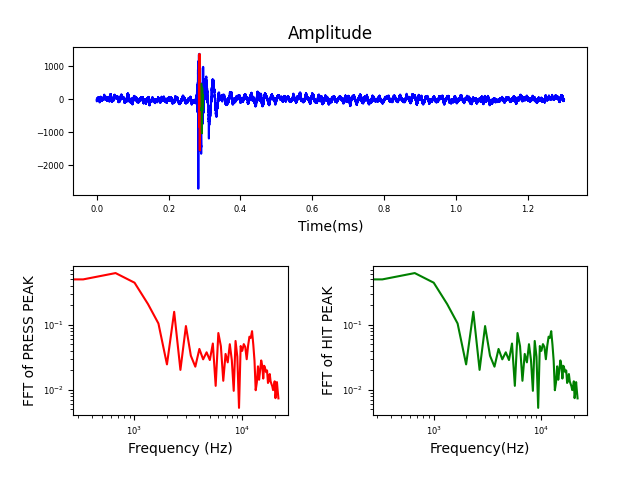 Amplitude
1000
0
−1000
−2000
0.0 0.2 0.4 0.6 0.8 1.0 1.2
Time(ms)
FFT of PRESS PEAK
10⁻¹
10⁻²
10³ 10⁴
Frequency (Hz)
FFT of HIT PEAK
10⁻¹
10⁻²
10³ 10⁴
Frequency(Hz)